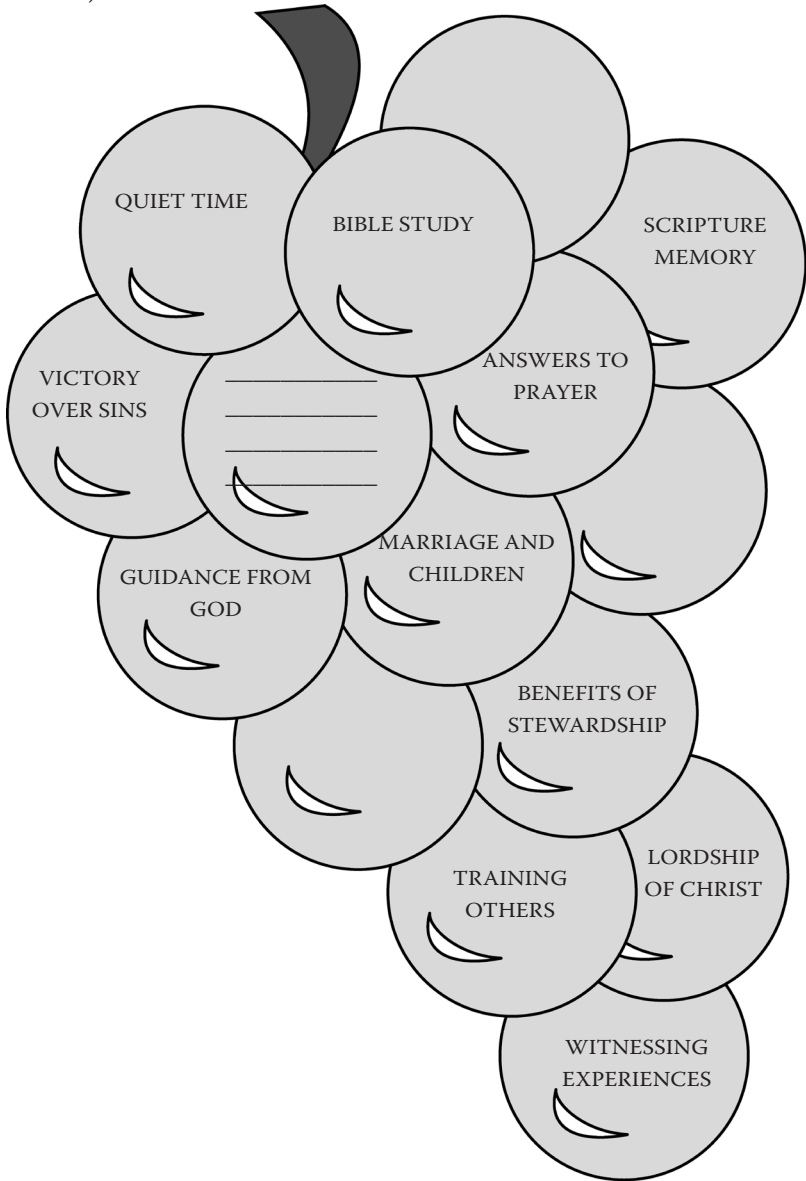 QUIET TIME
BIBLE STUDY
SCRIPTURE
MEMORY
VICTORY
OVER SINS
ANSWERS TO
PRAYER
MARRIAGE AND
CHILDREN
GUIDANCE FROM
GOD
BENEFITS OF
STEWARDSHIP
TRAINING
OTHERS
LORDSHIP
OF CHRIST
WITNESSING
EXPERIENCES